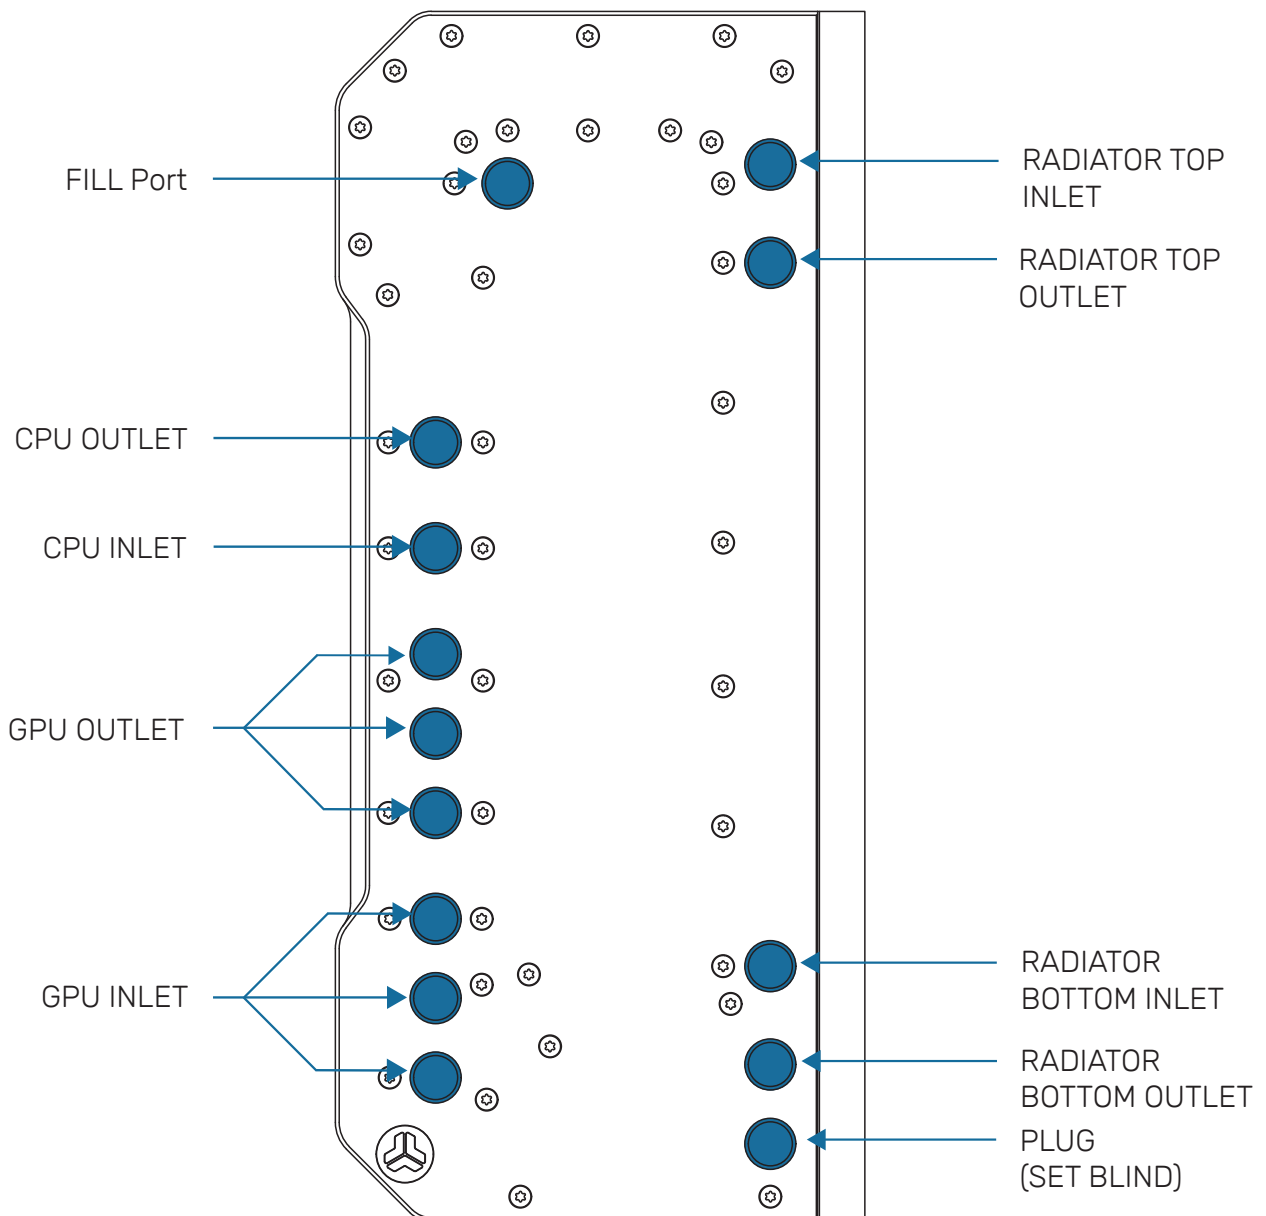 FILL Port
RADIATOR TOP
INLET
RADIATOR TOP
OUTLET
CPU OUTLET
CPU INLET
GPU OUTLET
GPU INLET
RADIATOR
BOTTOM INLET
RADIATOR
BOTTOM OUTLET
PLUG
(SET BLIND)